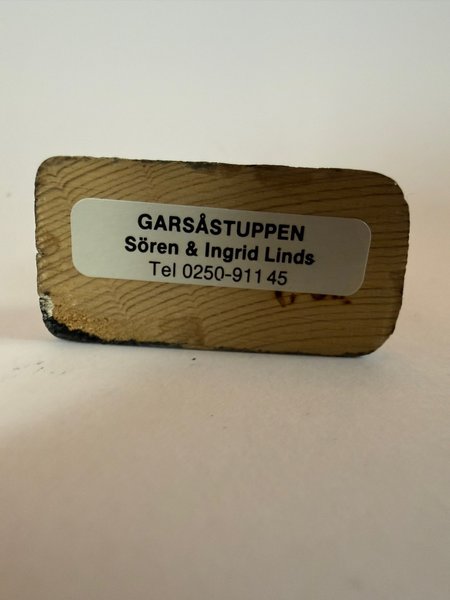 GARSÅSTUPPEN
Sören & Ingrid Linds
Tel 0250-911 45